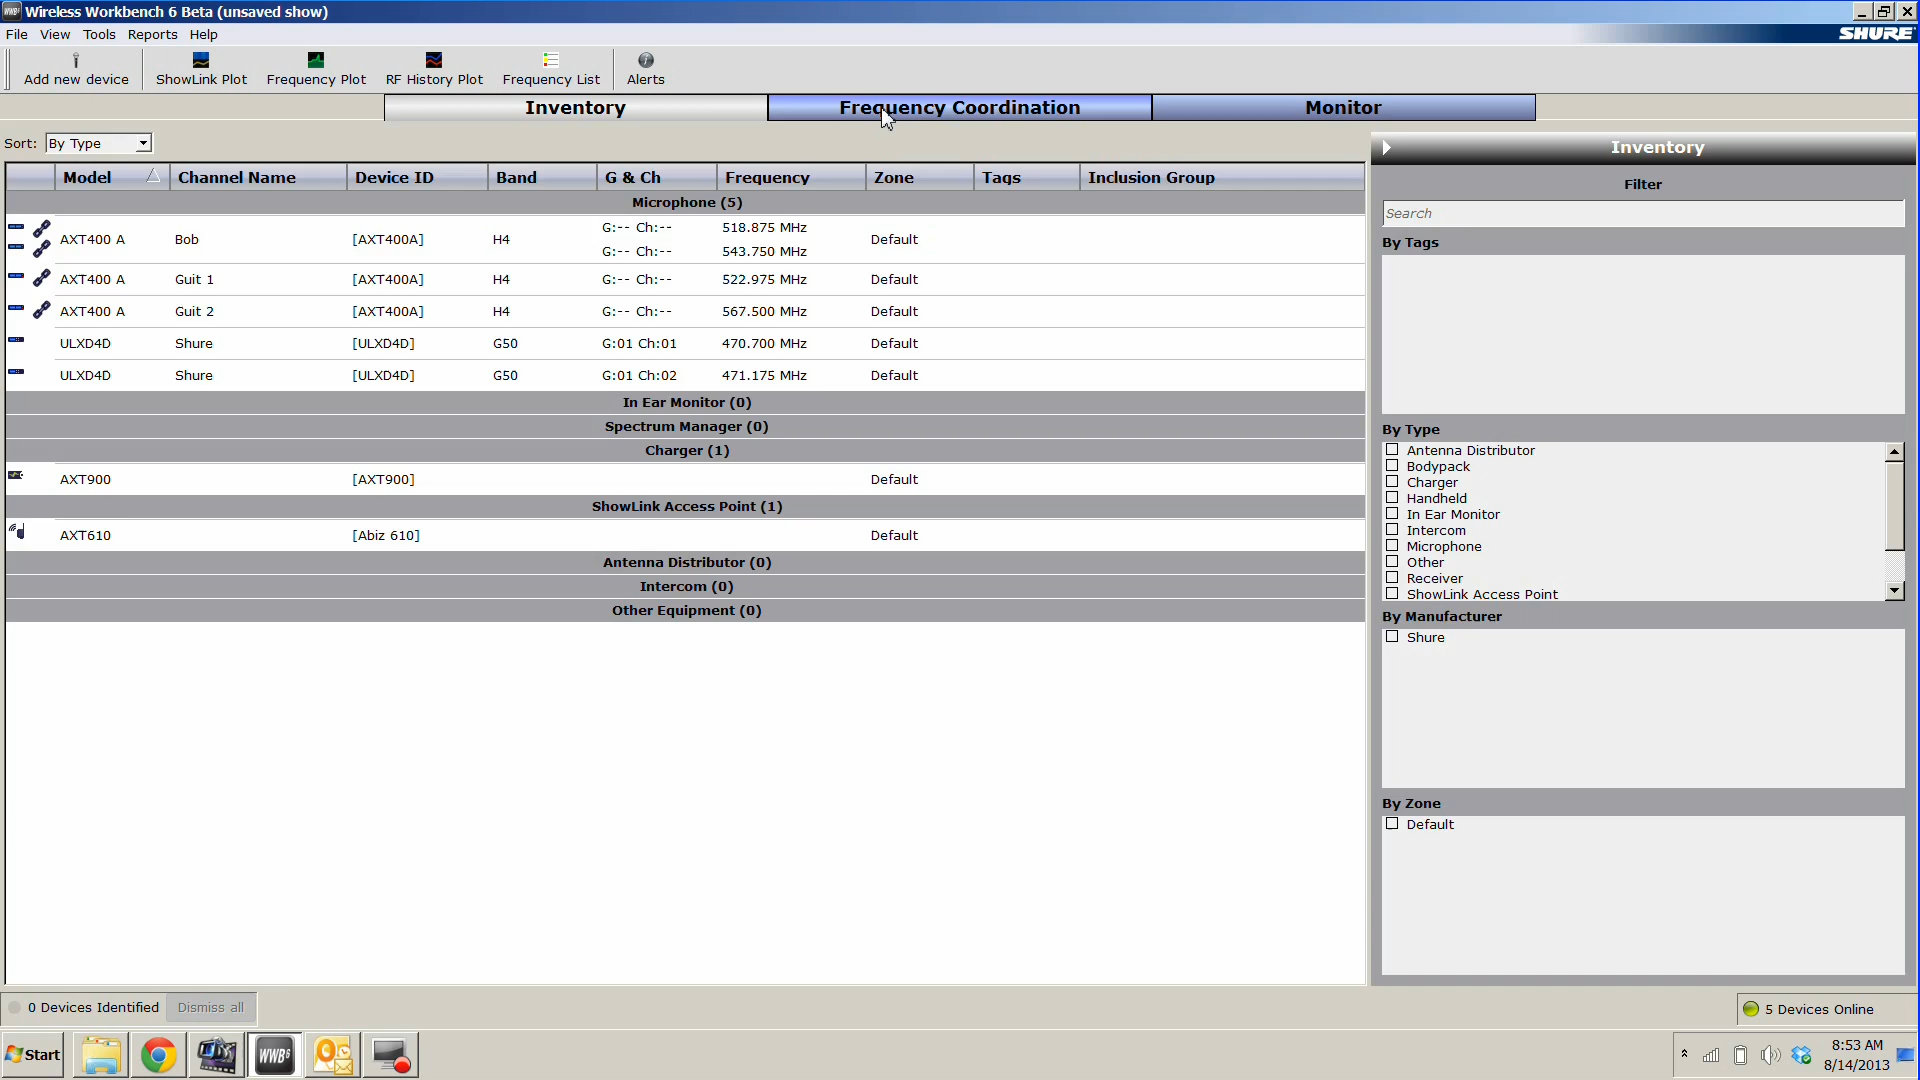 Wireless Workbench 6 Beta (unsaved show)
File View Tools Reports Help
SHURE
Add new device ShowLink Plot Frequency Plot RF History Plot Frequency List Alerts
Inventory Frequency Coordination Monitor
Sort: By Type
Inventory
Model Channel Name Device ID Band G & Ch Frequency Zone Tags Inclusion Group
Microphone (5)
G:-- Ch:-- 518.875 MHz
AXT400 A Bob [AXT400A] H4 Default
G:-- Ch:-- 543.750 MHz
AXT400 A Guit 1 [AXT400A] H4 G:-- Ch:-- 522.975 MHz Default
AXT400 A Guit 2 [AXT400A] H4 G:-- Ch:-- 567.500 MHz Default
ULXD4D Shure [ULXD4D] G50 G:01 Ch:01 470.700 MHz Default
ULXD4D Shure [ULXD4D] G50 G:01 Ch:02 471.175 MHz Default
In Ear Monitor (0)
Spectrum Manager (0)
Charger (1)
AXT900 [AXT900] Default
ShowLink Access Point (1)
AXT610 [Abiz 610] Default
Antenna Distributor (0)
Intercom (0)
Other Equipment (0)
Filter
Search
By Tags
By Type
Antenna Distributor
Bodypack
Charger
Handheld
In Ear Monitor
Intercom
Microphone
Other
Receiver
ShowLink Access Point
By Manufacturer
Shure
By Zone
Default
0 Devices Identified Dismiss all
5 Devices Online
Start
WWB6
8:53 AM
8/14/2013